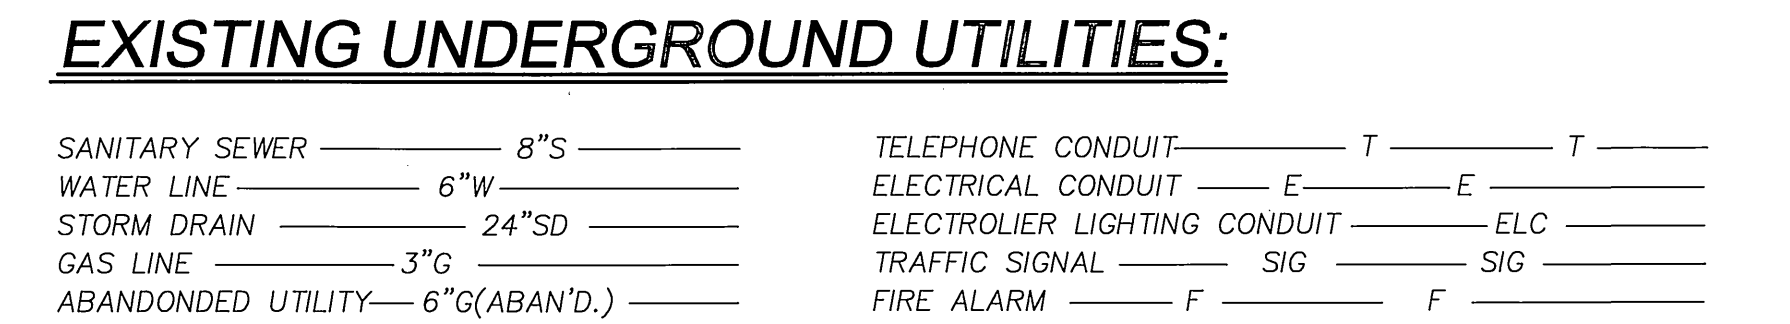 EXISTING UNDERGROUND UTILITIES:
SANITARY SEWER 8"S
WATER LINE 6"W
STORM DRAIN 24"SD
GAS LINE 3"G
ABANDONDED UTILITY 6"G(ABAN'D.)
TELEPHONE CONDUIT T T
ELECTRICAL CONDUIT E E
ELECTROLIER LIGHTING CONDUIT ELC
TRAFFIC SIGNAL SIG SIG
FIRE ALARM F F